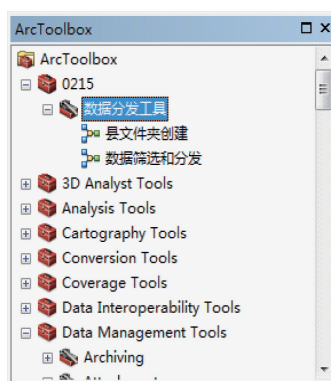 ArcToolbox
ArcToolbox
0215
数据分发工具
县文件夹创建
数据筛选和分发
3D Analyst Tools
Analysis Tools
Cartography Tools
Conversion Tools
Coverage Tools
Data Interoperability Tools
Data Management Tools
Archiving